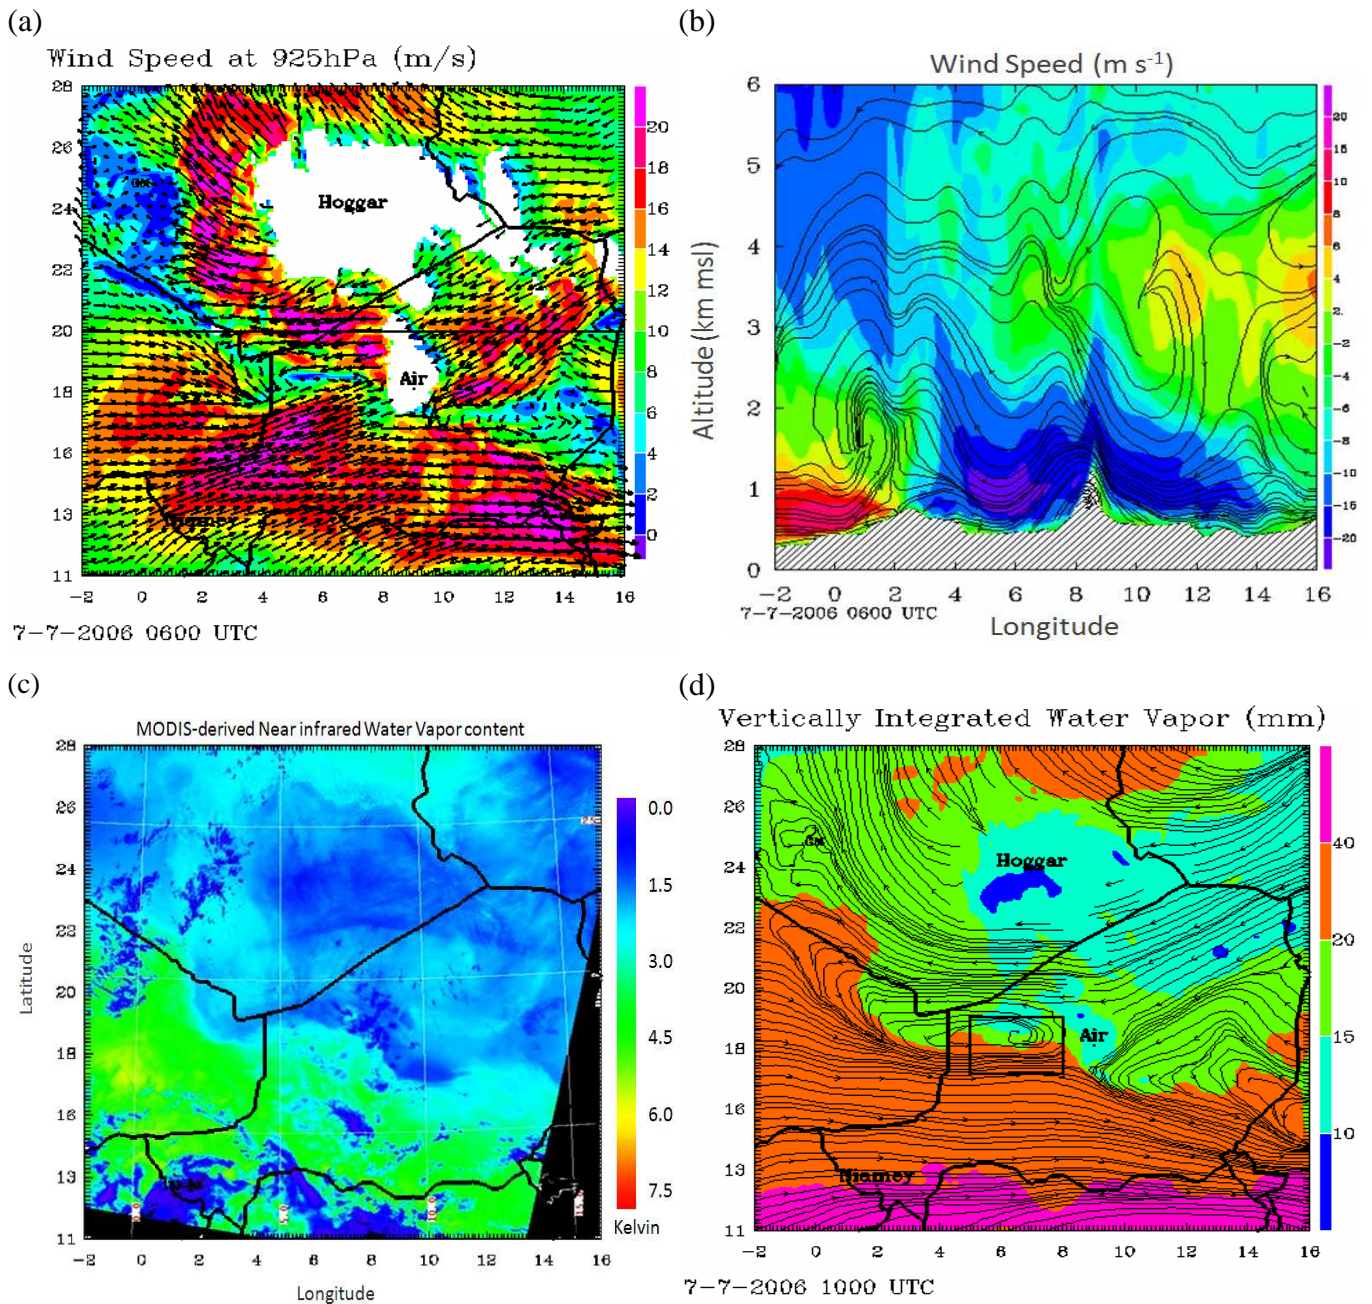 (a)
Wind Speed at 925hPa (m/s)
28
26
24
22
20
18
16
13
11
-2 0 2 4 6 8 10 12 14 16
20
18
16
14
12
10
8
6
4
2
0
Hoggar
Air
Niamey
7-7-2006 0600 UTC
(b)
Wind Speed (m s-1)
6
5
4
3
2
1
0
Altitude (km msl)
-2 0 2 4 6 8 10 12 14 16
20
15
10
8
6
4
2
-2
-4
-6
-8
-10
-15
-20
7-7-2006 0600 UTC
Longitude
(c)
MODIS-derived Near infrared Water Vapor content
28
26
24
22
20
18
16
13
11
Latitude
-2 0 2 4 6 8 10 12 14 16
Longitude
0.0
1.5
3.0
4.5
6.0
7.5
Kelvin
0.0
5.0
10.0
(d)
Vertically Integrated Water Vapor (mm)
28
26
24
22
20
18
16
13
11
-2 0 2 4 6 8 10 12 14 16
40
20
15
10
Hoggar
Air
Niamey
7-7-2006 1000 UTC